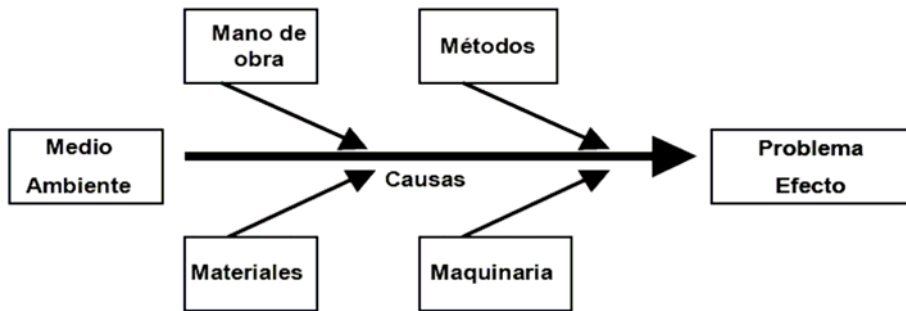 Mano de
obra
Métodos
Medio
Ambiente
Causas
Problema
Efecto
Materiales
Maquinaria